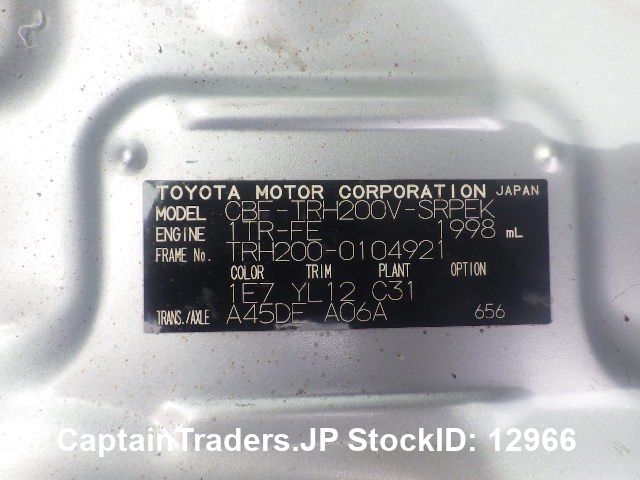 TOYOTA MOTOR CORPORATION JAPAN
MODEL CBF-TRH200V-SRPEK
ENGINE 1TR-FE 1998 mL
FRAME No. TRH200-0104921
COLOR TRIM PLANT OPTION
1E7 YL12 C31
TRANS./AXLE A45DE A06A 656
CaptainTraders.JP StockID: 12966